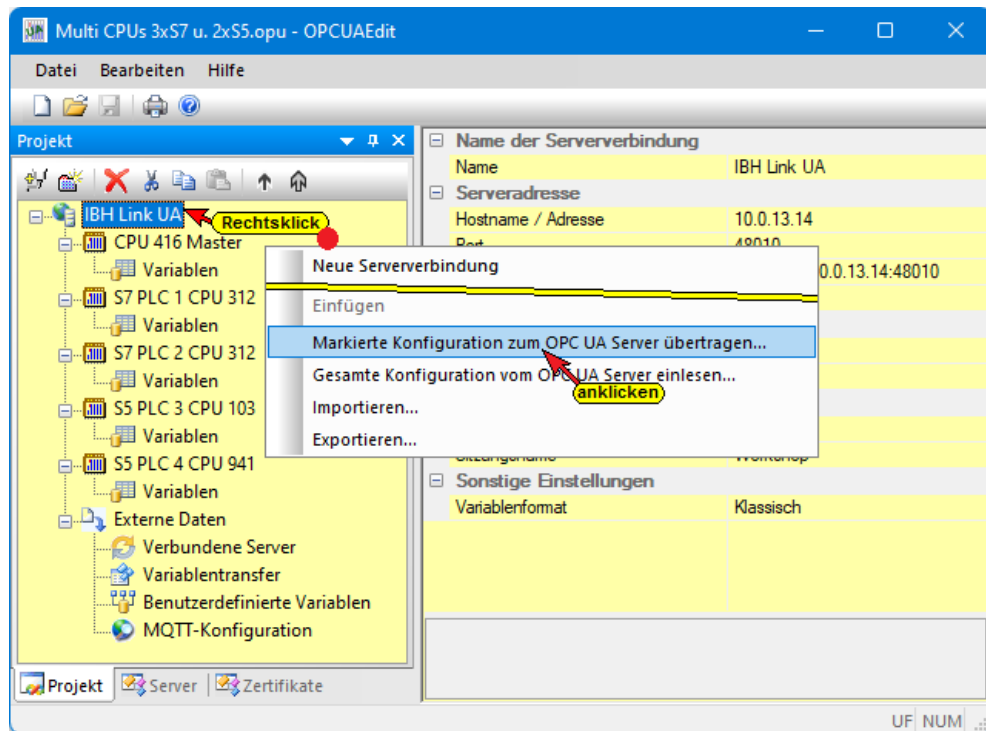 Multi CPUs 3xS7 u. 2xS5.opu - OPCUAEdit
Datei Bearbeiten Hilfe
Projekt
IBH Link UA
Rechtsklick
CPU 416 Master
Variablen
S7 PLC 1 CPU 312
Variablen
S7 PLC 2 CPU 312
Variablen
S5 PLC 3 CPU 103
Variablen
S5 PLC 4 CPU 941
Variablen
Externe Daten
Verbundene Server
Variablentransfer
Benutzerdefinierte Variablen
MQTT-Konfiguration
Projekt Server Zertifikate
Name der Serververbindung
Name IBH Link UA
Serveradresse
Hostname / Adresse 10.0.13.14
Port 48010
0.0.13.14:48010
Neue Serververbindung
Einfügen
Markierte Konfiguration zum OPC UA Server übertragen...
Gesamte Konfiguration vom OPC UA Server einlesen...
anklicken
Importieren...
Exportieren...
Sitzungsname Workshop
Sonstige Einstellungen
Variablenformat Klassisch
UF NUM